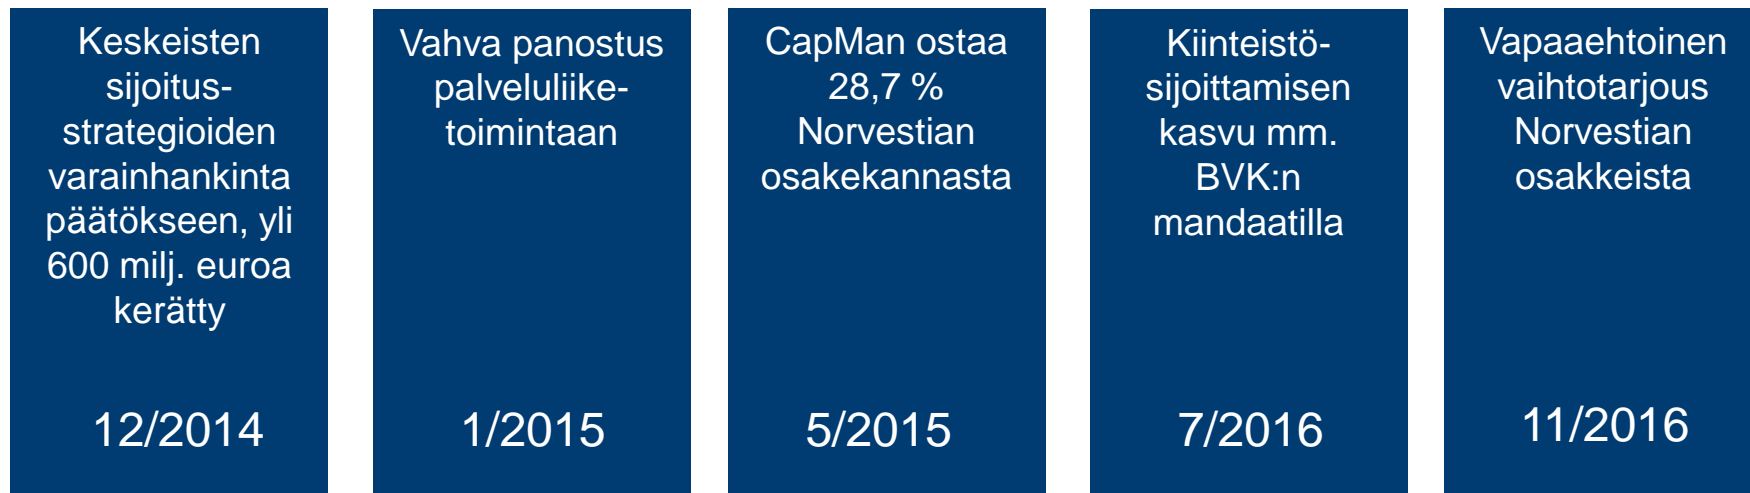 Keskeisten
sijoitus-
strategioiden
varainhankinta
päätökseen, yli
600 milj. euroa
kerätty
12/2014
Vahva panostus
palveluliike-
toimintaan
1/2015
CapMan ostaa
28,7 %
Norvestian
osakekannasta
5/2015
Kiinteistö-
sijoittamisen
kasvu mm.
BVK:n
mandaatilla
7/2016
Vapaaehtoinen
vaihtotarjous
Norvestian
osakkeista
11/2016